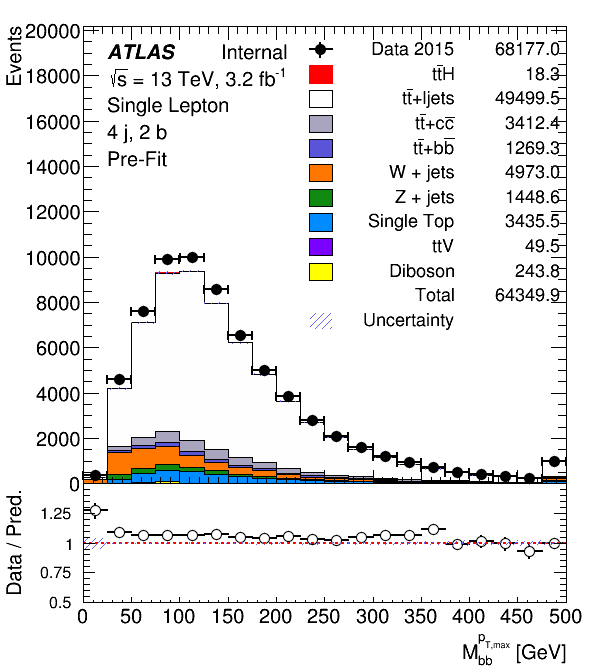 Events
20000
18000
16000
14000
12000
10000
8000
6000
4000
2000
0
ATLAS Internal
√s = 13 TeV, 3.2 fb⁻¹
Single Lepton
4 j, 2 b
Pre-Fit
Data 2015 68177.0
tt̄H 18.3
tt̄+ljets 49499.5
tt̄+cc̄ 3412.4
tt̄+bb̄ 1269.3
W + jets 4973.0
Z + jets 1448.6
Single Top 3435.5
ttV 49.5
Diboson 243.8
Total 64349.9
Uncertainty
Data / Pred.
1.25
1
0.75
0.5
0 50 100 150 200 250 300 350 400 450 500
M_bb^{p_{T,max}} [GeV]